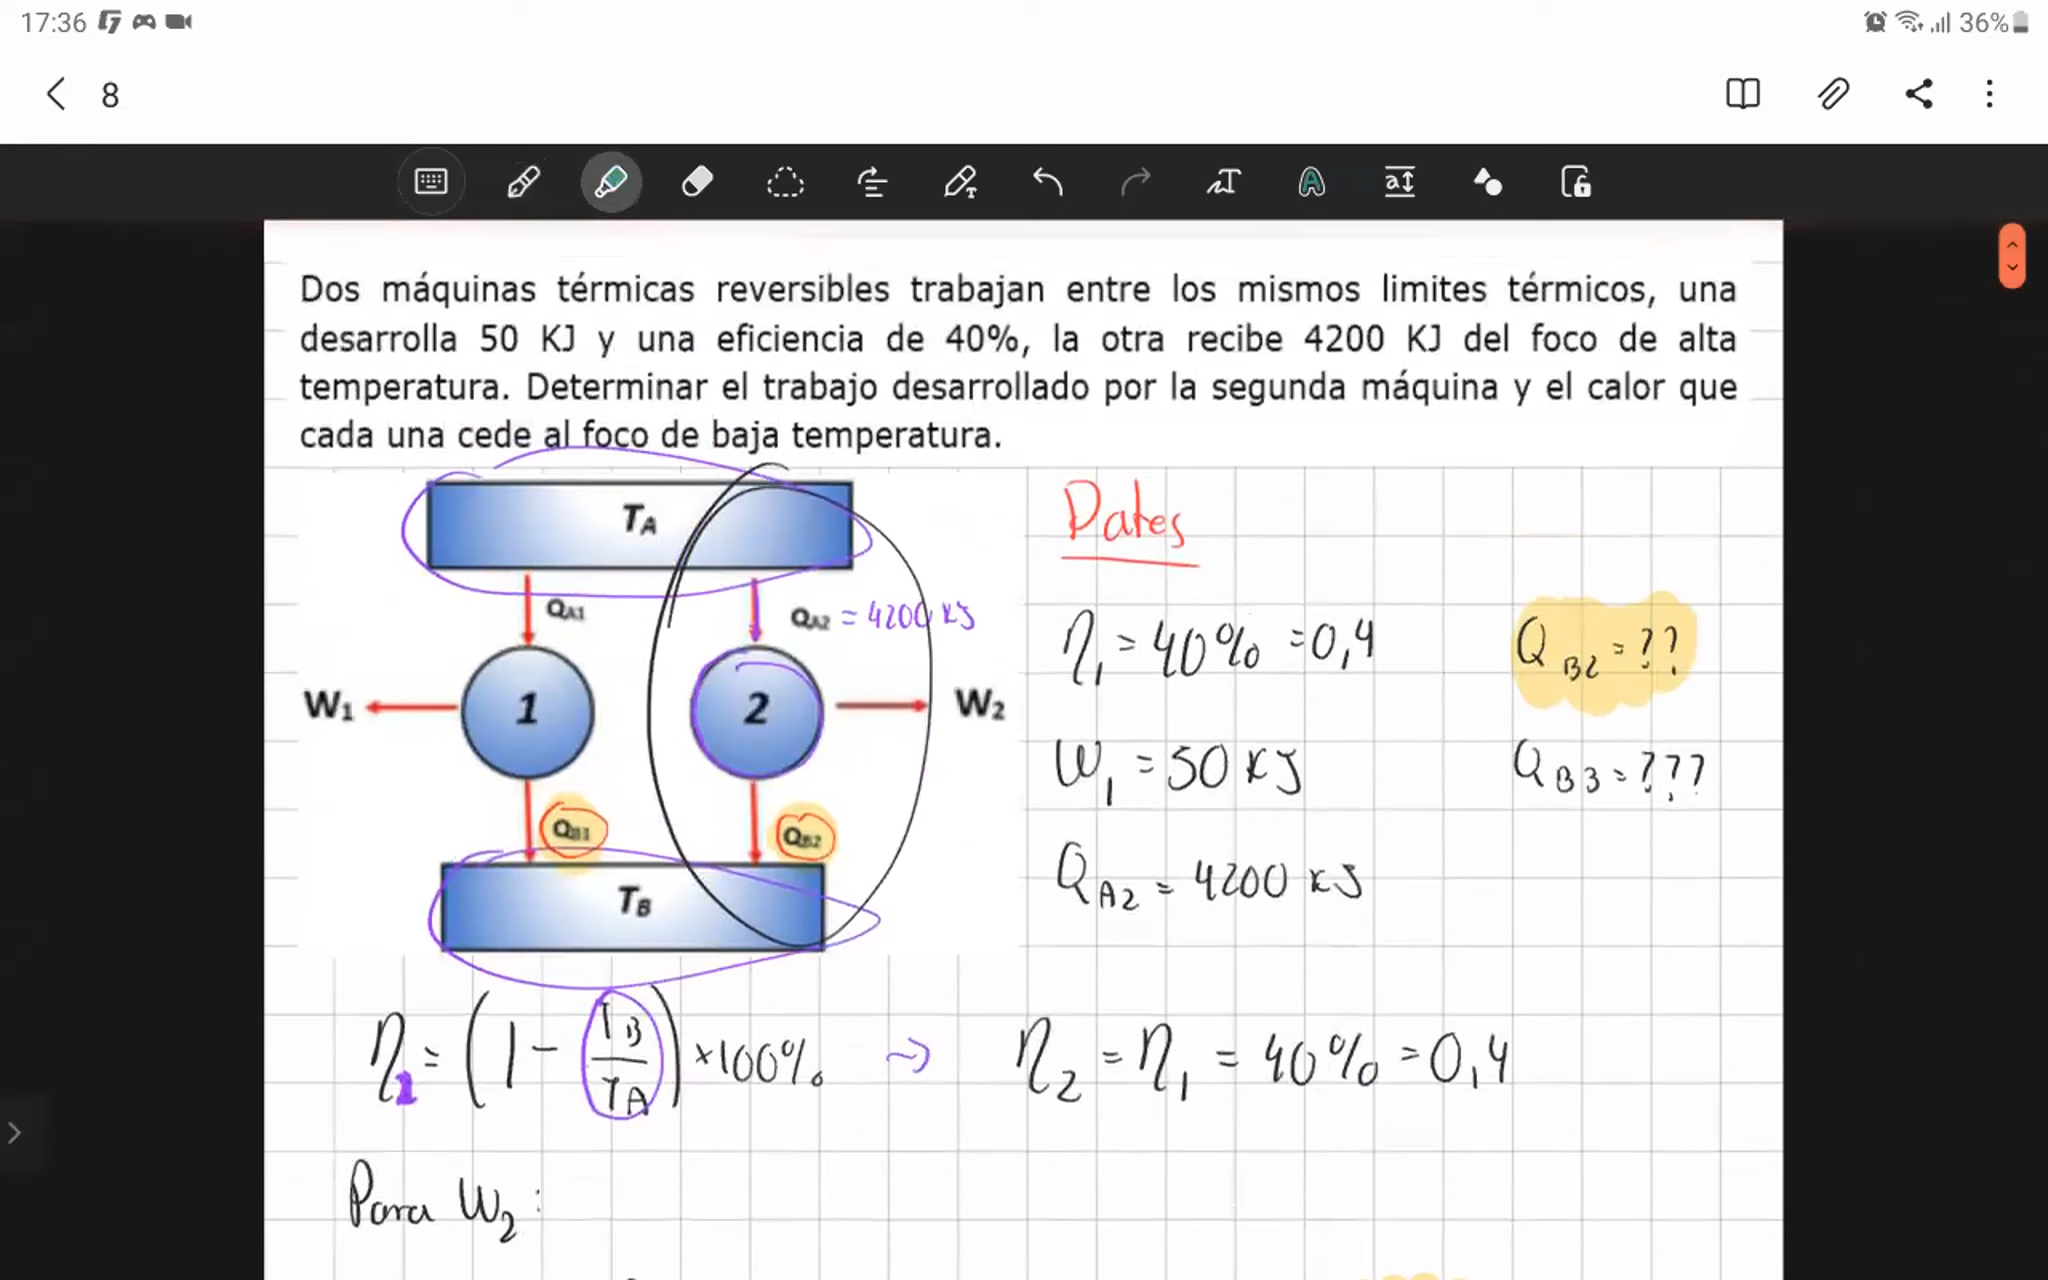 17:36
36%
8
Dos máquinas térmicas reversibles trabajan entre los mismos limites térmicos, una
desarrolla 50 KJ y una eficiencia de 40%, la otra recibe 4200 KJ del foco de alta
temperatura. Determinar el trabajo desarrollado por la segunda máquina y el calor que
cada una cede al foco de baja temperatura.
TA
QA1
QA2 = 4200 KJ
W1
1
2
W2
QB1
QB2
TB
Datos
η1 = 40% = 0,4
QB2 = ??
W1 = 50 KJ
QB3 = ???
QA2 = 4200 KJ
η1 = (1 - TB/TA) × 100% → η2 = η1 = 40% = 0,4
Para W2: